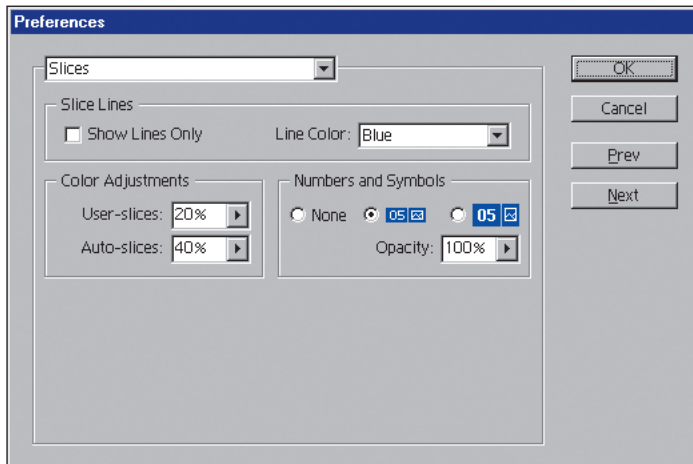 Preferences
Slices
OK
Slice Lines
Show Lines Only Line Color: Blue
Cancel
Prev
Color Adjustments
User-slices: 20%
Auto-slices: 40%
Numbers and Symbols
None 05 05
Opacity: 100%
Next